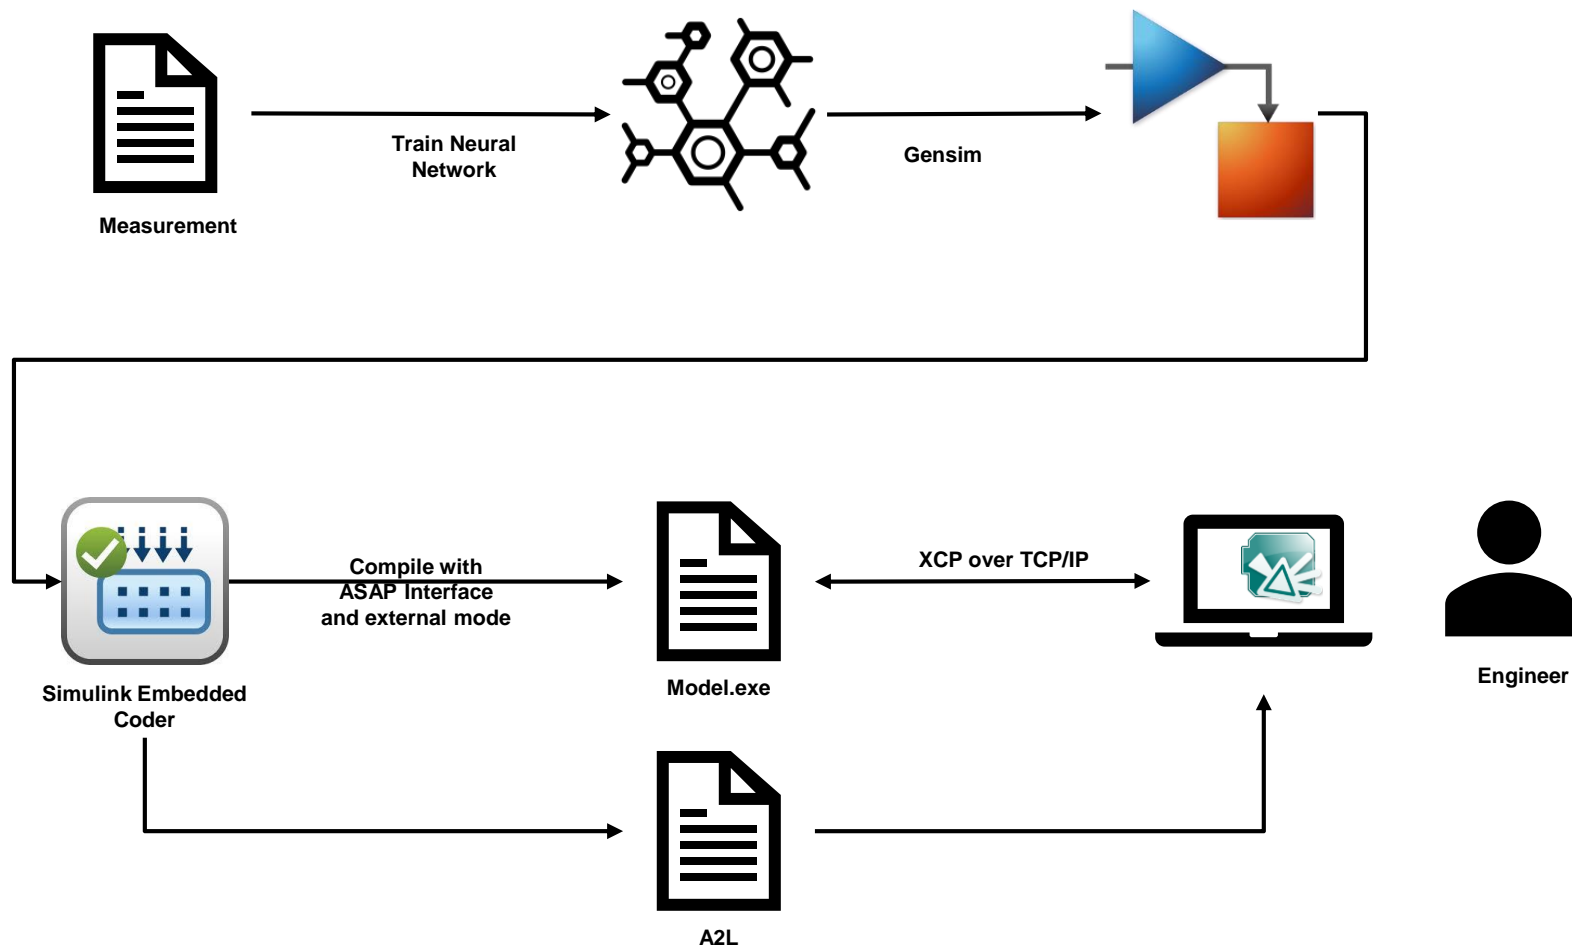 Train Neural
Network
Gensim
Measurement
Compile with
ASAP Interface
and external mode
XCP over TCP/IP
Simulink Embedded
Coder
Model.exe
Engineer
A2L